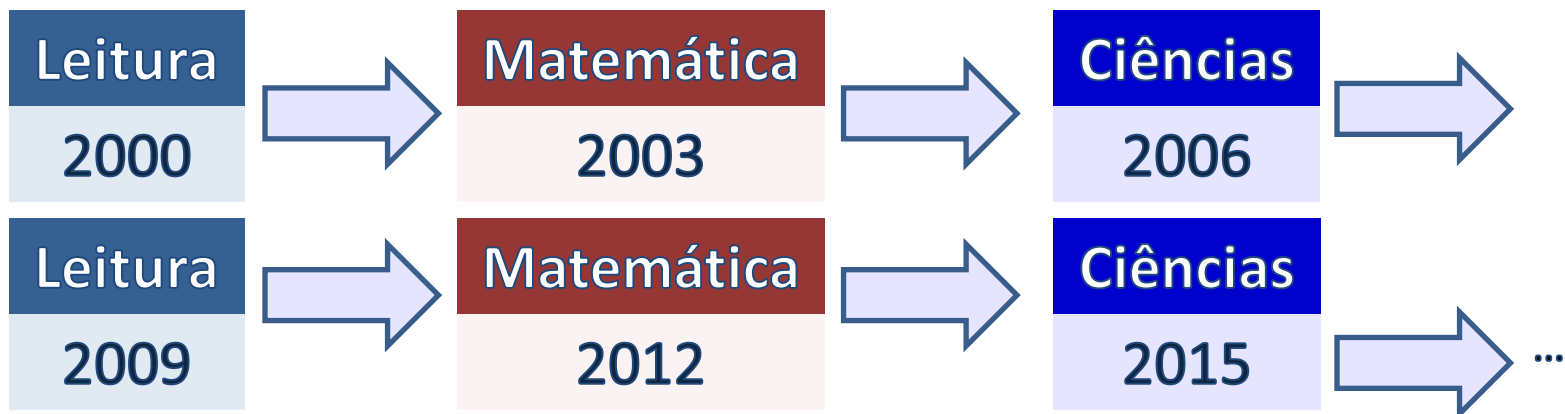 Leitura
2000
Matemática
2003
Ciências
2006
Leitura
2009
Matemática
2012
Ciências
2015
...